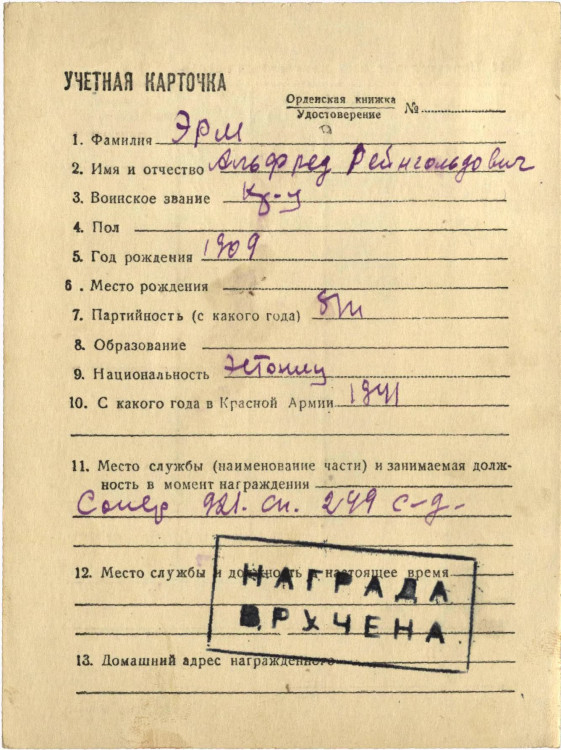 УЧЕТНАЯ КАРТОЧКА
Орденская книжка
Удостоверение №
1. Фамилия ЭРМ
2. Имя и отчество Альфред Рейнгольдович
3. Воинское звание кр-ц
4. Пол
5. Год рождения 1909
6. Место рождения
7. Партийность (с какого года) б/п
8. Образование
9. Национальность Эстонец
10. С какого года в Красной Армии 1941
11. Место службы (наименование части) и занимаемая долж-
ность в момент награждения
Сапер 921. сп. 249 с-д-
12. Место службы и должность в настоящее время
НАГРАДА
ВРУЧЕНА
13. Домашний адрес награжденного